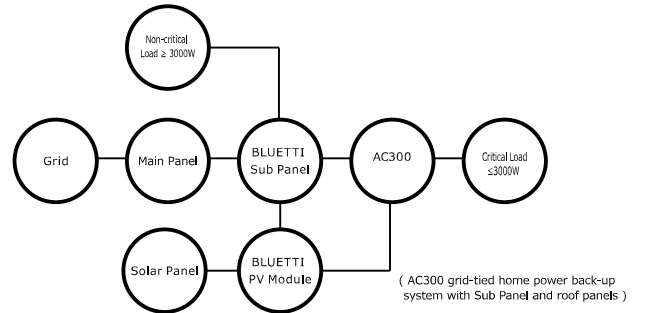 Non-critical
Load ≥ 3000W
Grid
Main Panel
BLUETTI
Sub Panel
AC300
Critical Load
≤3000W
Solar Panel
BLUETTI
PV Module
( AC300 grid-tied home power back-up
system with Sub Panel and roof panels )